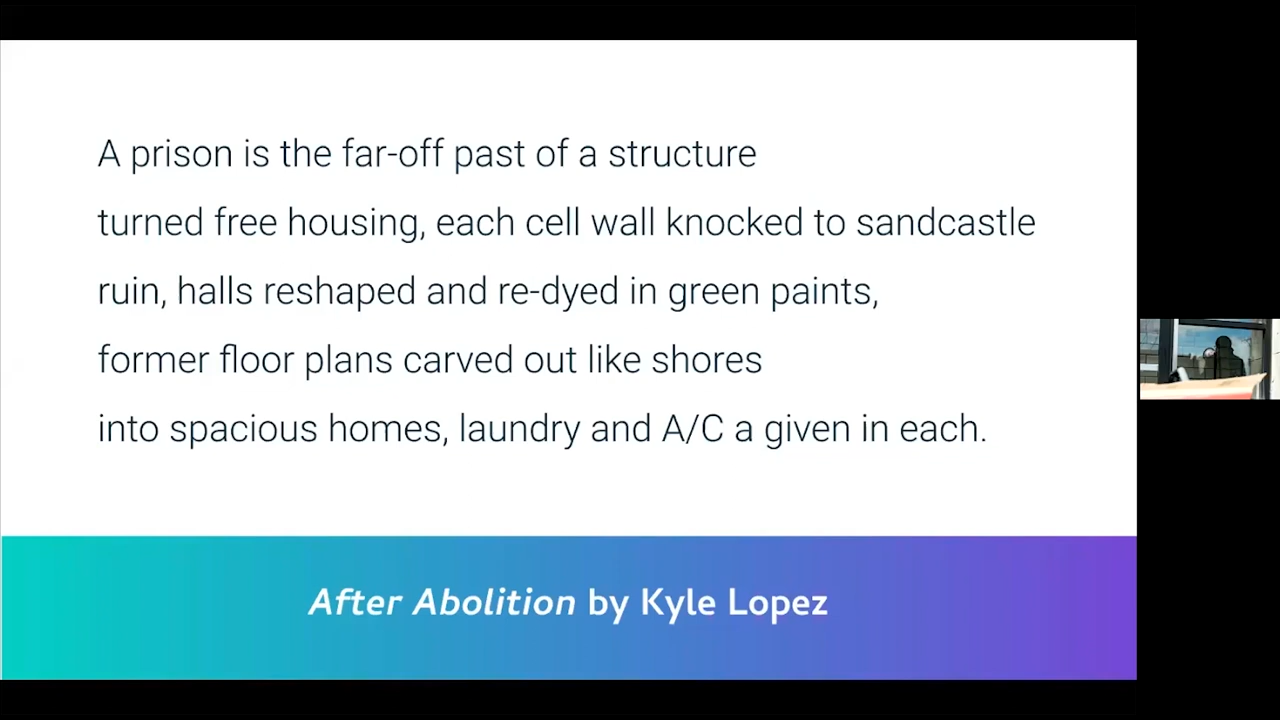 A prison is the far-off past of a structure
turned free housing, each cell wall knocked to sandcastle
ruin, halls reshaped and re-dyed in green paints,
former floor plans carved out like shores
into spacious homes, laundry and A/C a given in each.
After Abolition by Kyle Lopez